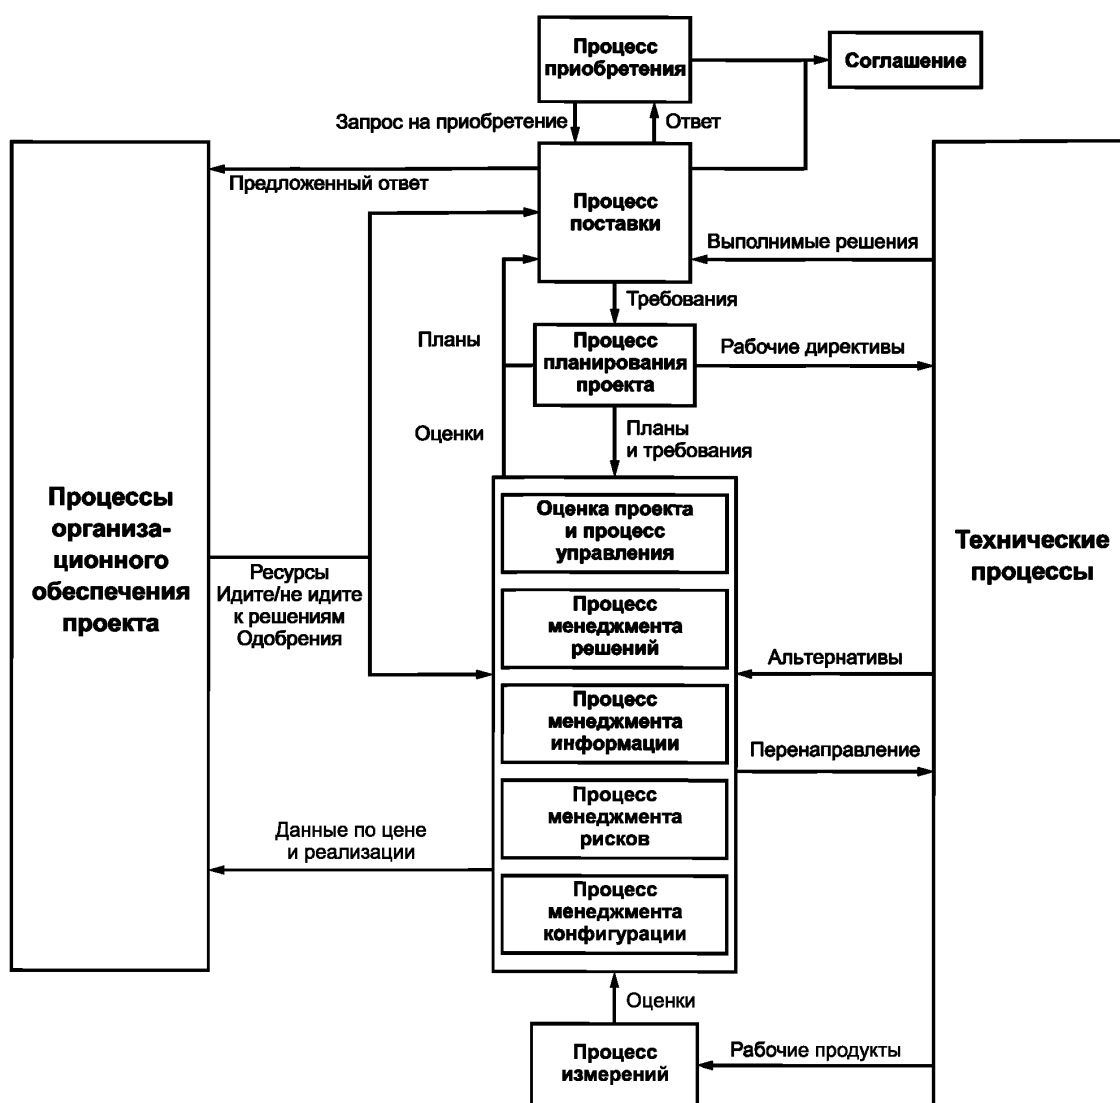 Процесс
приобретения
Соглашение
Запрос на приобретение
Ответ
Предложенный ответ
Процесс
поставки
Выполнимые решения
Требования
Планы
Процесс
планирования
проекта
Рабочие директивы
Оценки
Планы
и требования
Процессы
организа-
ционного
обеспечения
проекта
Ресурсы
Идите/не идите
к решениям
Одобрения
Оценка проекта
и процесс
управления
Процесс
менеджмента
решений
Процесс
менеджмента
информации
Процесс
менеджмента
рисков
Процесс
менеджмента
конфигурации
Технические
процессы
Альтернативы
Перенаправление
Данные по цене
и реализации
Оценки
Процесс
измерений
Рабочие продукты